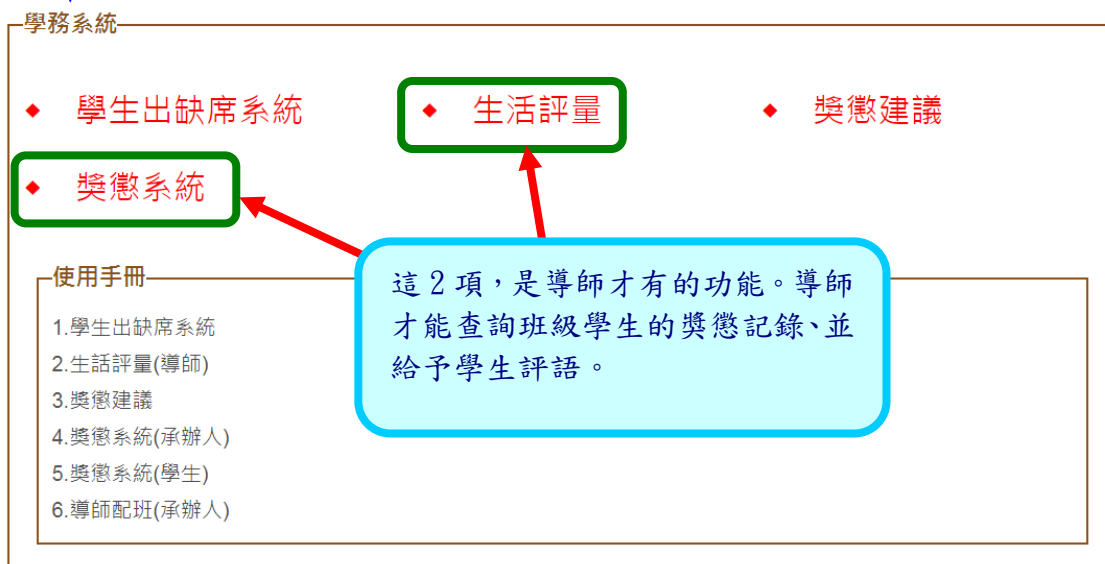 學務系統
◆ 學生出缺席系統 ◆ 生活評量 ◆ 獎懲建議
◆ 獎懲系統
這2項,是導師才有的功能。導師
才能查詢班級學生的獎懲記錄、並
給予學生評語。
使用手冊
1.學生出缺席系統
2.生話評量(導師)
3.獎懲建議
4.獎懲系統(承辦人)
5.獎懲系統(學生)
6.導師配班(承辦人)